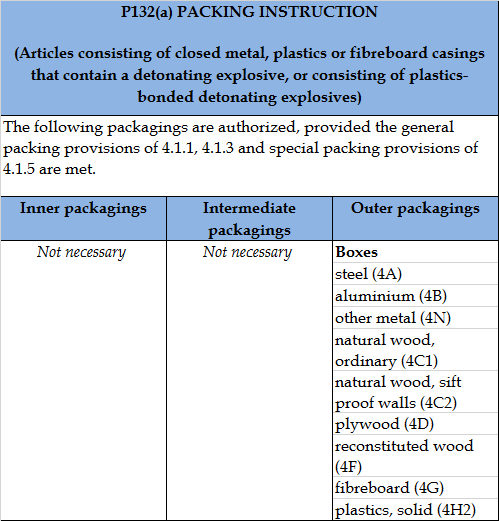 P132(a) PACKING INSTRUCTION
(Articles consisting of closed metal, plastics or fibreboard casings
that contain a detonating explosive, or consisting of plastics-
bonded detonating explosives)
The following packagings are authorized, provided the general
packing provisions of 4.1.1, 4.1.3 and special packing provisions of
4.1.5 are met.
Inner packagings
Intermediate
packagings
Outer packagings
Not necessary
Not necessary
Boxes
steel (4A)
aluminium (4B)
other metal (4N)
natural wood,
ordinary (4C1)
natural wood, sift
proof walls (4C2)
plywood (4D)
reconstituted wood
(4F)
fibreboard (4G)
plastics, solid (4H2)